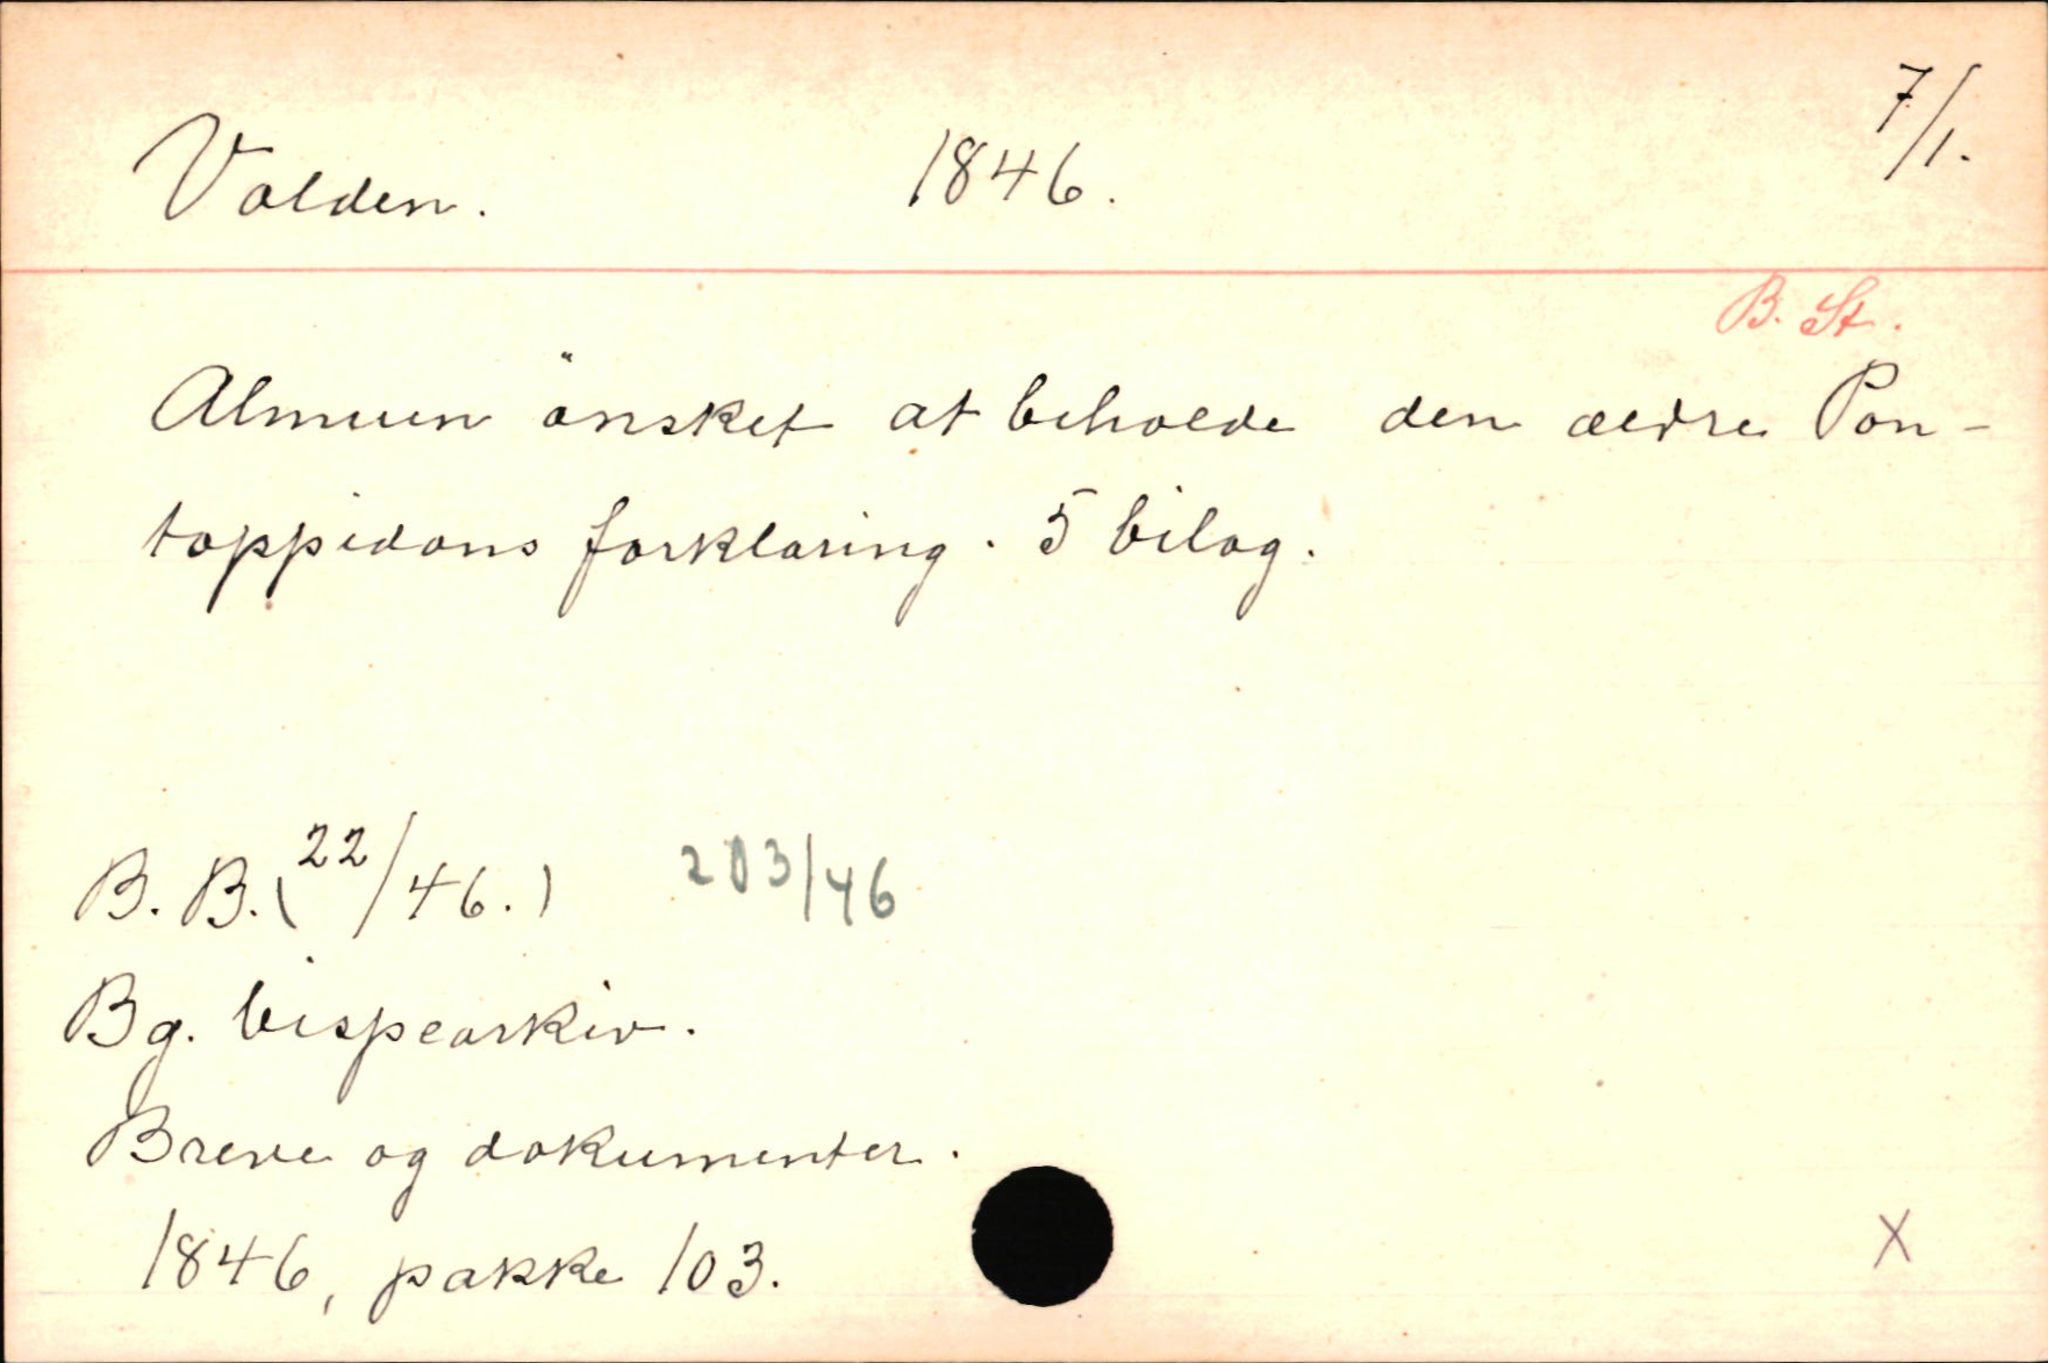 Volden. 1846. 7/1.
B. St.
Almuen önsket at beholde den ældre Pon-
toppidans forklaring. 5 bilag.
B. B. (22/46.) 203/46
Bg. bispearkiv.
Breve og dokumenter.
1846, pakke 103.
X